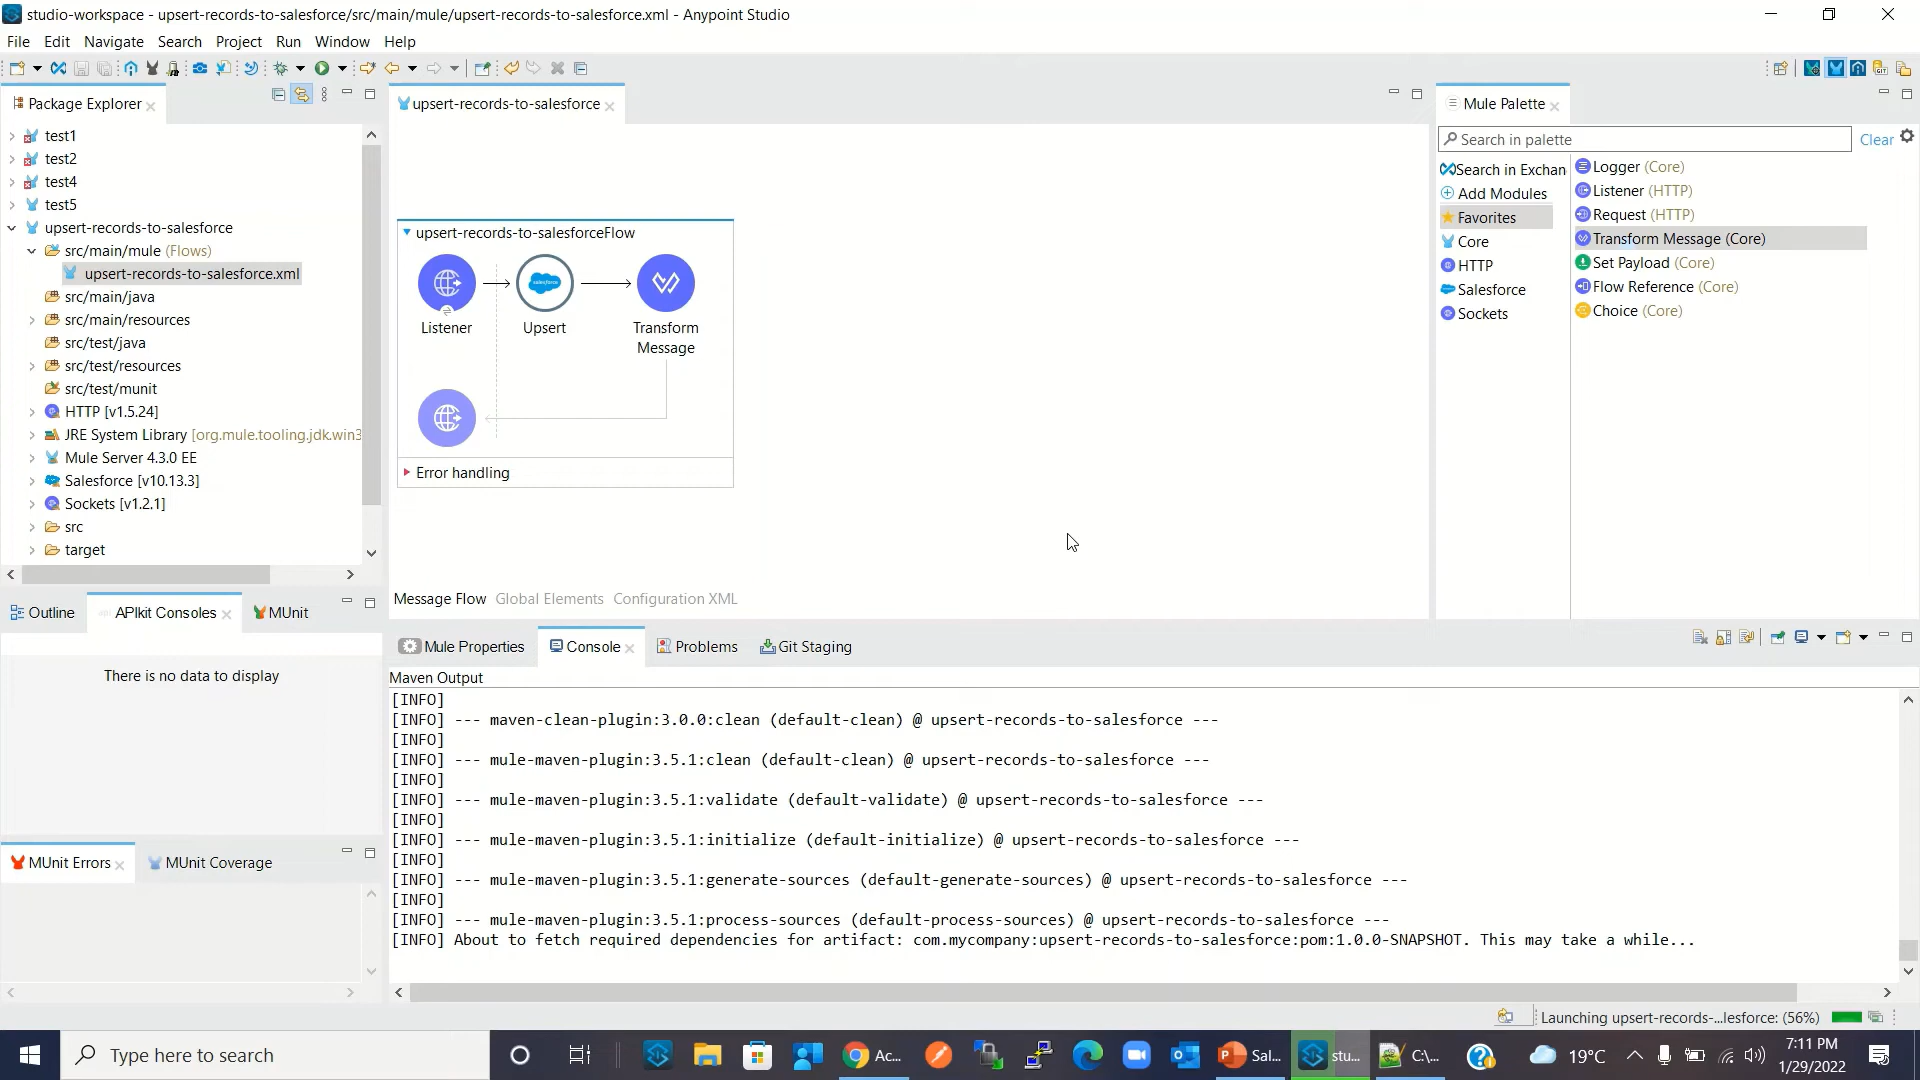 studio-workspace - upsert-records-to-salesforce/src/main/mule/upsert-records-to-salesforce.xml - Anypoint Studio
File Edit Navigate Search Project Run Window Help
Package Explorer
test1
test2
test4
test5
upsert-records-to-salesforce
src/main/mule (Flows)
upsert-records-to-salesforce.xml
src/main/java
src/main/resources
src/test/java
src/test/resources
src/test/munit
HTTP [v1.5.24]
JRE System Library [org.mule.tooling.jdk.win3
Mule Server 4.3.0 EE
Salesforce [v10.13.3]
Sockets [v1.2.1]
src
target
upsert-records-to-salesforce
upsert-records-to-salesforceFlow
Listener
Upsert
Transform
Message
Error handling
Message Flow Global Elements Configuration XML
Mule Palette
Search in palette
Clear
Search in Exchan
Add Modules
Favorites
Core
HTTP
Salesforce
Sockets
Logger (Core)
Listener (HTTP)
Request (HTTP)
Transform Message (Core)
Set Payload (Core)
Flow Reference (Core)
Choice (Core)
Outline APIkit Consoles MUnit
There is no data to display
MUnit Errors MUnit Coverage
Mule Properties Console Problems Git Staging
Maven Output
[INFO]
[INFO] --- maven-clean-plugin:3.0.0:clean (default-clean) @ upsert-records-to-salesforce ---
[INFO]
[INFO] --- mule-maven-plugin:3.5.1:clean (default-clean) @ upsert-records-to-salesforce ---
[INFO]
[INFO] --- mule-maven-plugin:3.5.1:validate (default-validate) @ upsert-records-to-salesforce ---
[INFO]
[INFO] --- mule-maven-plugin:3.5.1:initialize (default-initialize) @ upsert-records-to-salesforce ---
[INFO]
[INFO] --- mule-maven-plugin:3.5.1:generate-sources (default-generate-sources) @ upsert-records-to-salesforce ---
[INFO]
[INFO] --- mule-maven-plugin:3.5.1:process-sources (default-process-sources) @ upsert-records-to-salesforce ---
[INFO] About to fetch required dependencies for artifact: com.mycompany:upsert-records-to-salesforce:pom:1.0.0-SNAPSHOT. This may take a while...
Launching upsert-records-...lesforce: (56%)
Type here to search
Ac...
Sal...
stu...
C:\...
19°C
7:11 PM
1/29/2022